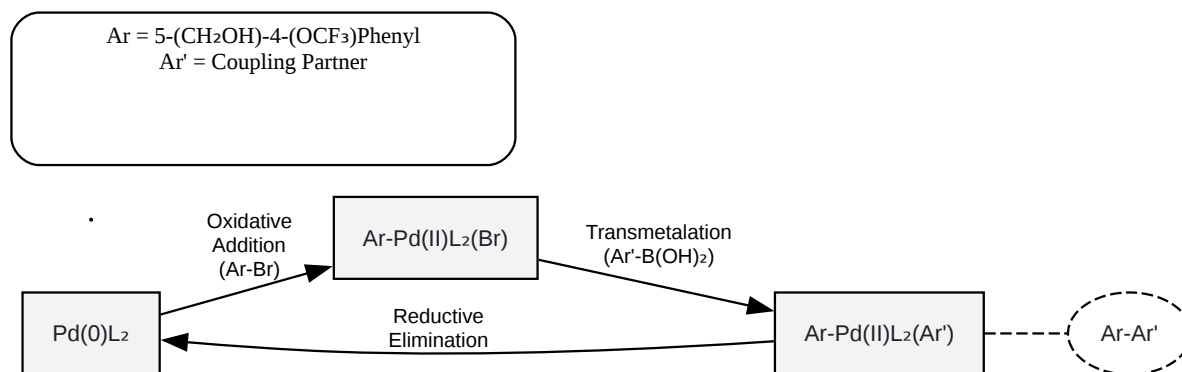 Ar = 5-(CH₂OH)-4-(OCF₃)Phenyl
Ar' = Coupling Partner
Oxidative
Addition
(Ar-Br)
Ar-Pd(II)L₂(Br)
Transmetalation
(Ar'-B(OH)₂)
Pd(0)L₂
Reductive
Elimination
Ar-Pd(II)L₂(Ar')
Ar-Ar'